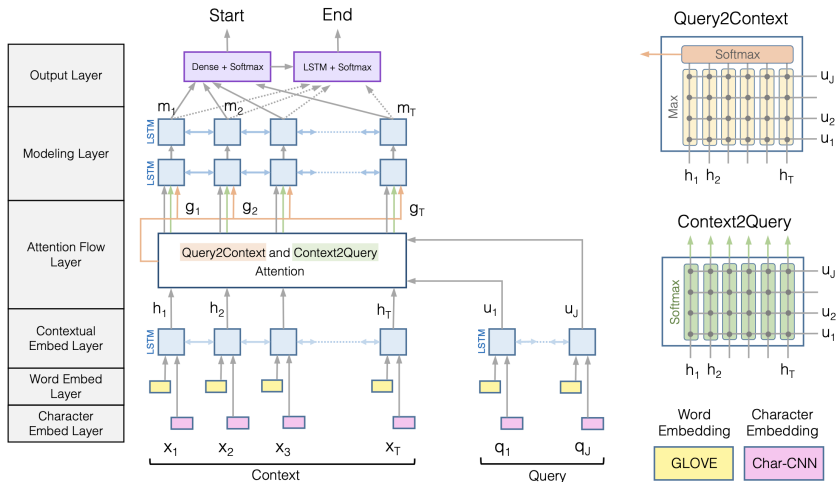 Start
End
Query2Context
Output Layer
Dense + Softmax
LSTM + Softmax
Softmax
m1
m2
mT
Max
uJ
u2
u1
LSTM
Modeling Layer
LSTM
h1
h2
hT
g1
g2
gT
Attention Flow
Layer
Query2Context and Context2Query
Attention
Context2Query
h1
h2
hT
u1
uJ
Softmax
uJ
u2
u1
Contextual
Embed Layer
LSTM
LSTM
h1
h2
hT
Word Embed
Layer
Character
Embed Layer
x1
x2
x3
xT
q1
qJ
Context
Query
Word
Embedding
Character
Embedding
GLOVE
Char-CNN